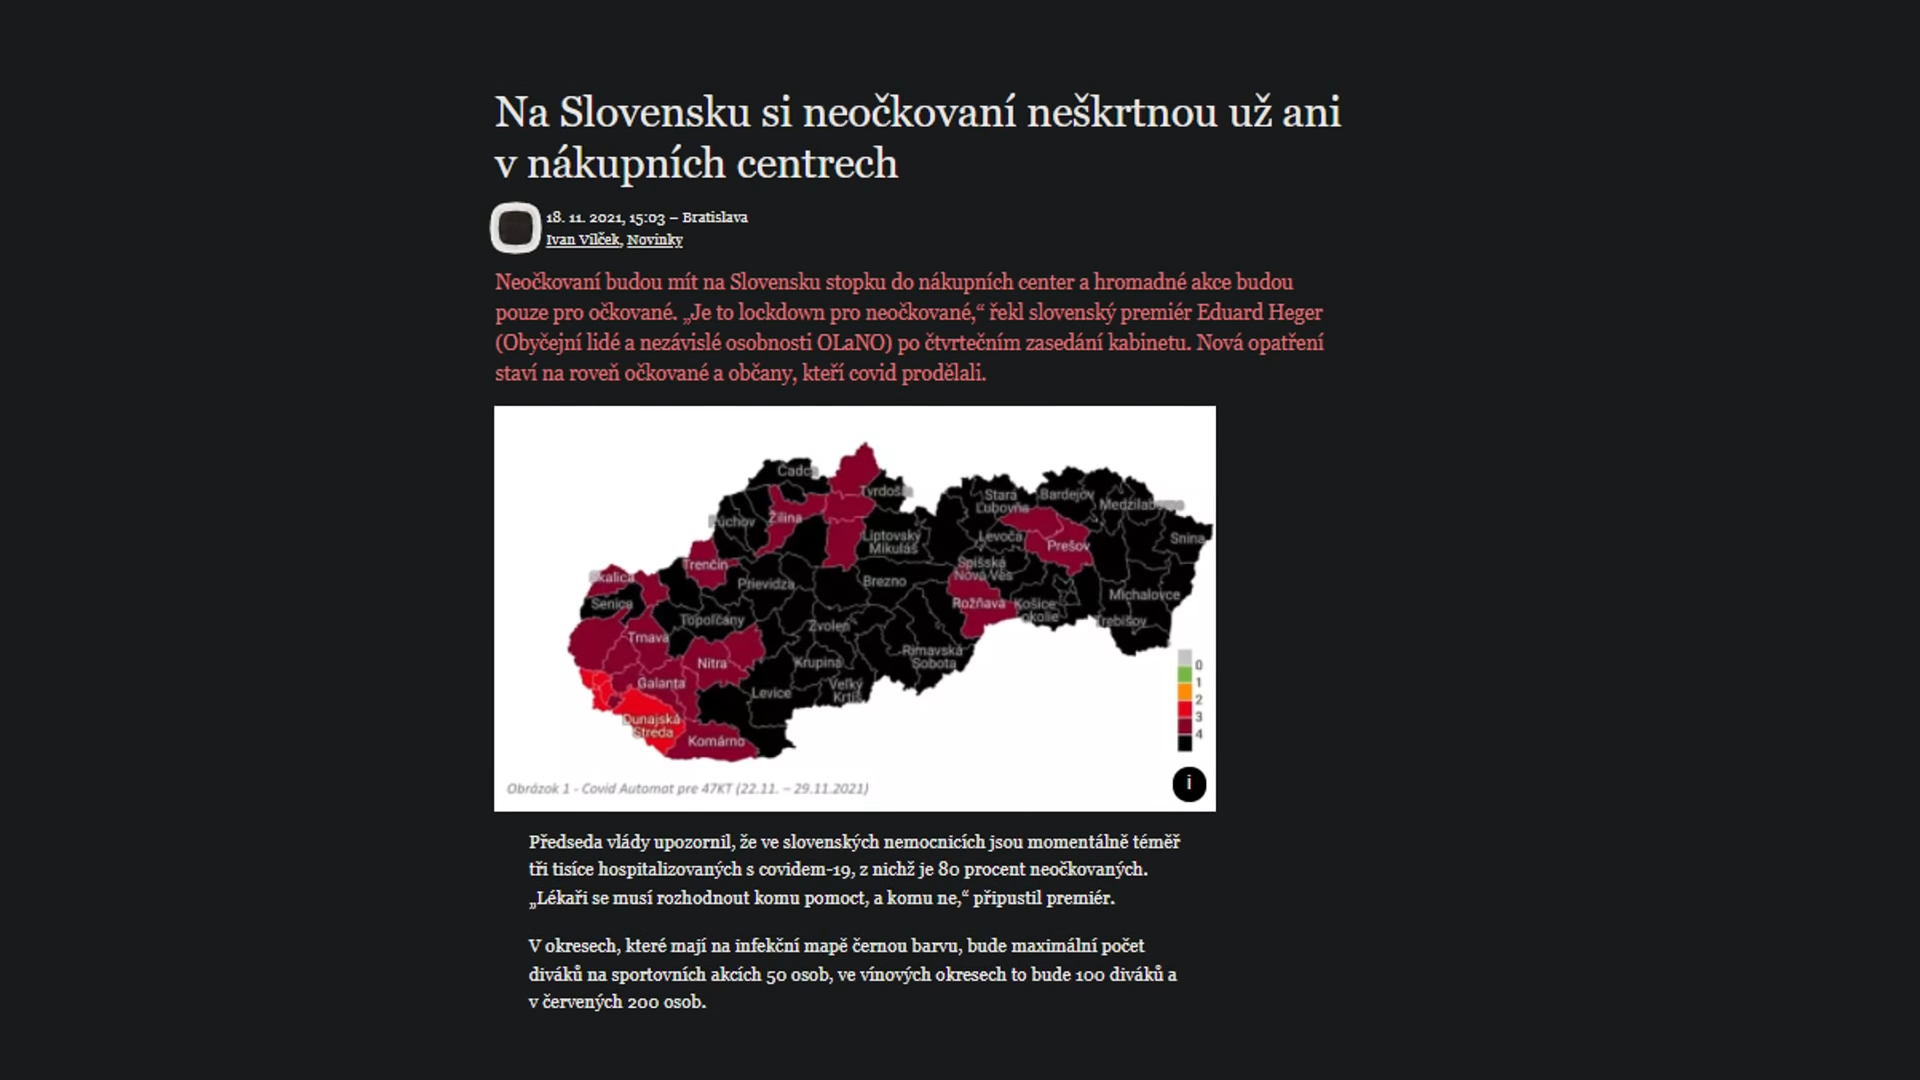 Na Slovensku si neočkovaní neškrtnou už ani
v nákupních centrech
18. 11. 2021, 15:03 – Bratislava
Ivan Vilček, Novinky
Neočkovaní budou mít na Slovensku stopku do nákupních center a hromadné akce budou
pouze pro očkované. „Je to lockdown pro neočkované,“ řekl slovenský premiér Eduard Heger
(Obyčejní lidé a nezávislé osobnosti OLaNO) po čtvrtečním zasedání kabinetu. Nová opatření
staví na roveň očkované a občany, kteří covid prodělali.
Čadca
Tvrdošín
Stará
Ľubovňa
Bardejov
Medzilaborce
Púchov
Žilina
Liptovský
Mikuláš
Levoča
Prešov
Snina
Trenčín
Spišská
Nová Ves
Skalica
Prievidza
Brezno
Senica
Rožňava
Košice
okolie
Michalovce
Topoľčany
Zvolen
Trebišov
Trnava
Nitra
Krupina
Rimavská
Sobota
Galanta
Levice
Veľký
Krtíš
Dunajská
Streda
Komárno
0
1
2
3
4
i
Obrázok 1 - Covid Automat pre 47KT (22.11. – 29.11.2021)
Předseda vlády upozornil, že ve slovenských nemocnicích jsou momentálně téměř
tři tisíce hospitalizovaných s covidem-19, z nichž je 80 procent neočkovaných.
„Lékaři se musí rozhodnout komu pomoct, a komu ne,“ připustil premiér.
V okresech, které mají na infekční mapě černou barvu, bude maximální počet
diváků na sportovních akcích 50 osob, ve vínových okresech to bude 100 diváků a
v červených 200 osob.